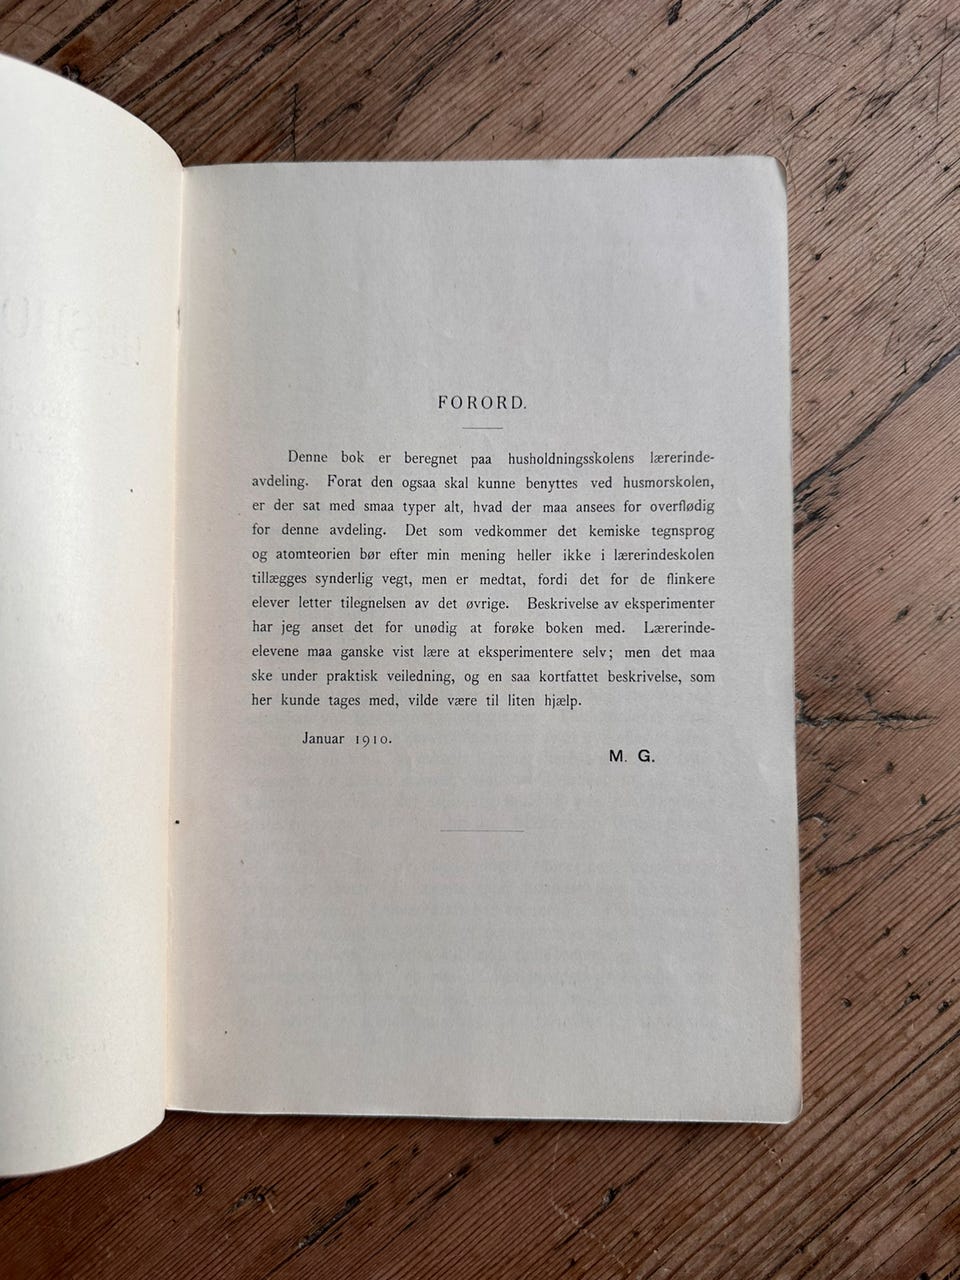 FORORD.
Denne bok er beregnet paa husholdningsskolens lærerinde-
avdeling. Forat den ogsaa skal kunne benyttes ved husmorskolen,
er der sat med smaa typer alt, hvad der maa ansees for overflødig
for denne avdeling. Det som vedkommer det kemiske tegnsprog
og atomteorien bør efter min mening heller ikke i lærerindeskolen
tillægges synderlig vegt, men er medtat, fordi det for de flinkere
elever letter tilegnelsen av det øvrige. Beskrivelse av eksperimenter
har jeg anset det for unødig at forøke boken med. Lærerinde-
elevene maa ganske vist lære at eksperimentere selv; men det maa
ske under praktisk veiledning, og en saa kortfattet beskrivelse, som
her kunde tages med, vilde være til liten hjælp.
Januar 1910.
M. G.